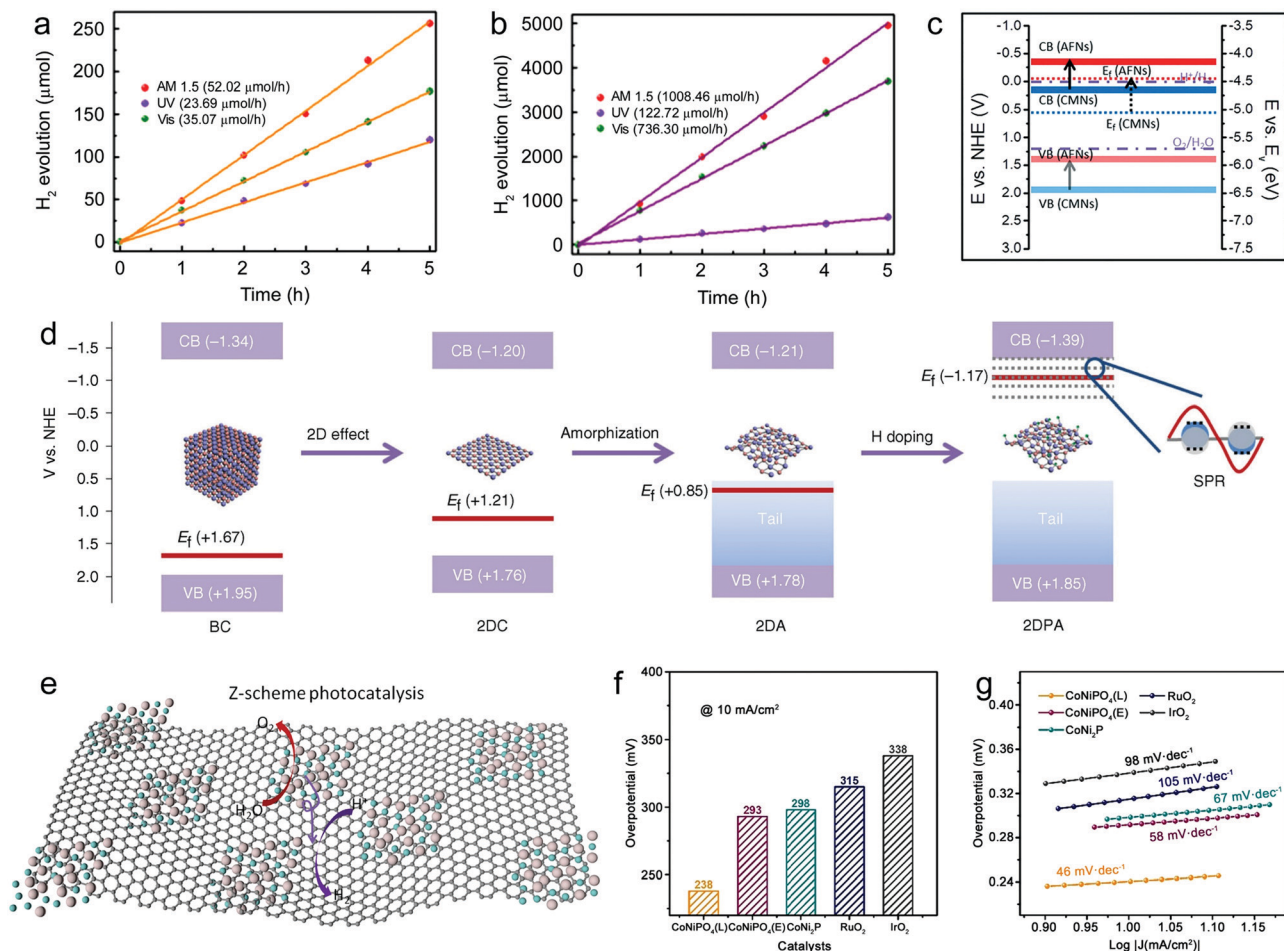 a
H₂ evolution (μmol)
250
200
150
100
50
0
AM 1.5 (52.02 μmol/h)
UV (23.69 μmol/h)
Vis (35.07 μmol/h)
0 1 2 3 4 5
Time (h)
b
H₂ evolution (μmol)
5000
4000
3000
2000
1000
0
AM 1.5 (1008.46 μmol/h)
UV (122.72 μmol/h)
Vis (736.30 μmol/h)
0 1 2 3 4 5
Time (h)
c
E vs. NHE (V)
-1.0
-0.5
0.0
0.5
1.0
1.5
2.0
2.5
3.0
CB (AFNs)
E_f (AFNs)
CB (CMNs)
E_f (CMNs)
O₂/H₂O
VB (AFNs)
VB (CMNs)
-3.5
-4.0
-4.5
-5.0
-5.5
-6.0
-6.5
-7.0
-7.5
E vs. E_v (eV)
d
V vs. NHE
−1.5
−1.0
−0.5
0.0
0.5
1.0
1.5
2.0
CB (−1.34)
E_f (+1.67)
VB (+1.95)
BC
2D effect
CB (−1.20)
E_f (+1.21)
VB (+1.76)
2DC
Amorphization
CB (−1.21)
E_f (+0.85)
Tail
VB (+1.78)
2DA
H doping
CB (−1.39)
E_f (−1.17)
Tail
VB (+1.85)
2DPA
SPR
e
Z-scheme photocatalysis
O₂
H₂O
H⁺
H₂
f
Overpotential (mV)
400
350
300
250
@ 10 mA/cm²
238
293
298
315
338
CoNiPO₄(L) CoNiPO₄(E) CoNi₂P RuO₂ IrO₂
Catalysts
g
Overpotential (mV)
0.36
0.32
0.28
0.24
CoNiPO₄(L)
CoNiPO₄(E)
CoNi₂P
RuO₂
IrO₂
98 mV·dec⁻¹
105 mV·dec⁻¹
67 mV·dec⁻¹
58 mV·dec⁻¹
46 mV·dec⁻¹
0.90 0.95 1.00 1.05 1.10 1.15
Log |J(mA/cm²)|